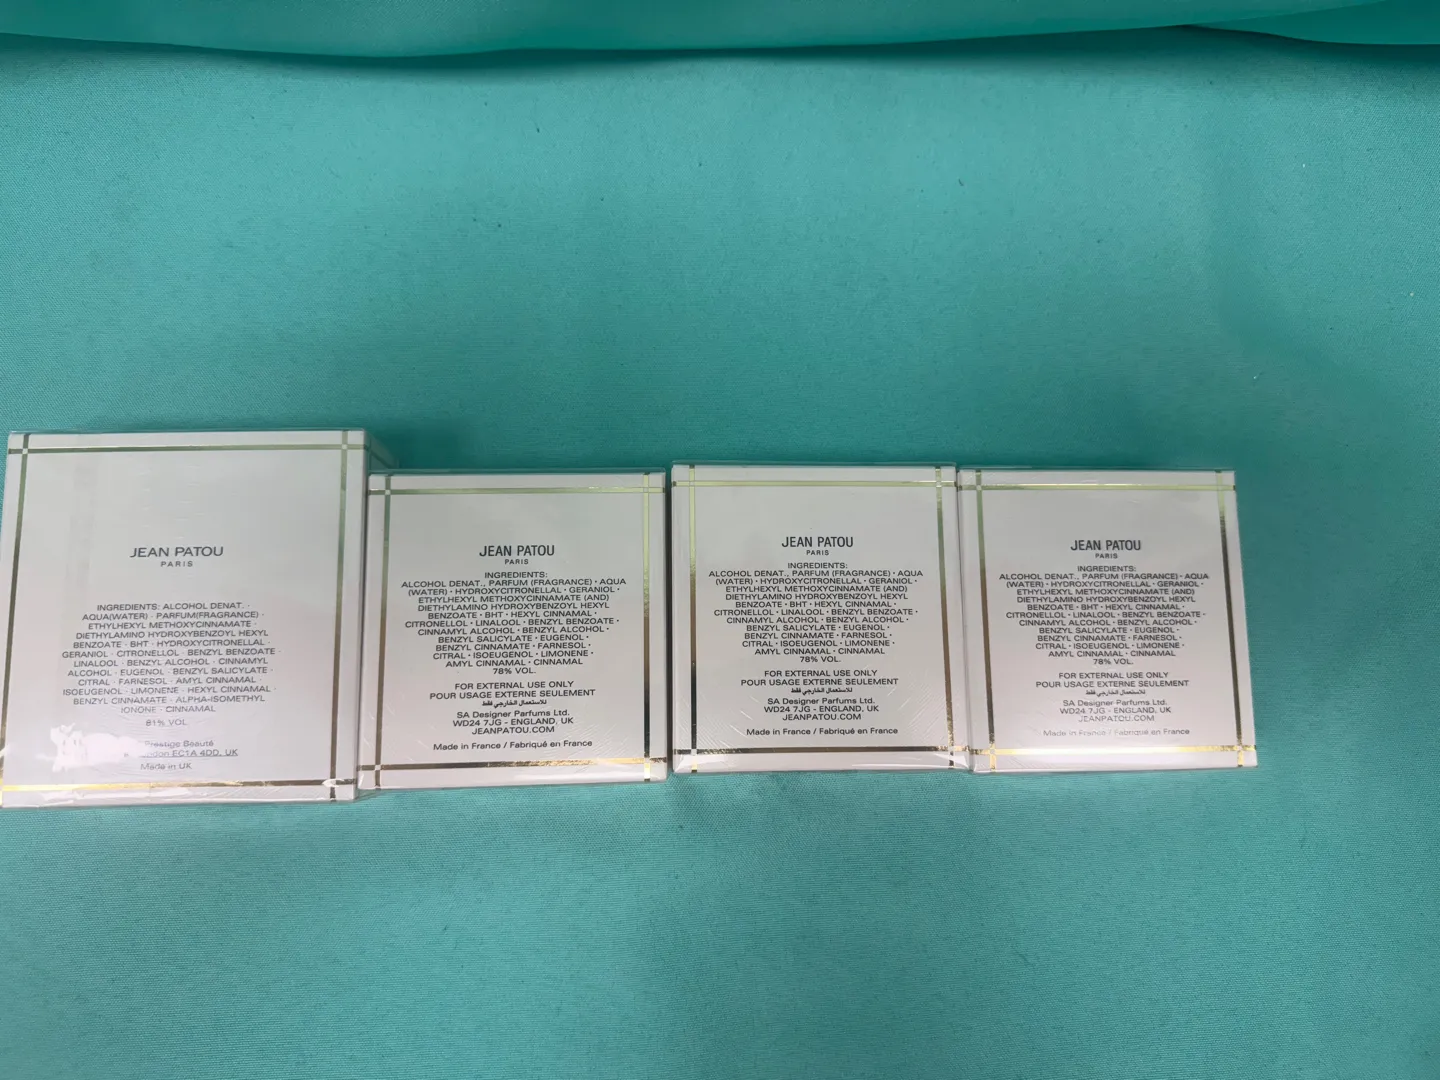 JEAN PATOU
PARIS
INGREDIENTS: ALCOHOL DENAT. ·
AQUA(WATER) · PARFUM(FRAGRANCE) ·
ETHYLHEXYL METHOXYCINNAMATE ·
DIETHYLAMINO HYDROXYBENZOYL HEXYL
BENZOATE · BHT · HYDROXYCITRONELLAL ·
GERANIOL · CITRONELLOL · BENZYL BENZOATE ·
LINALOOL · BENZYL ALCOHOL · CINNAMYL
ALCOHOL · EUGENOL · BENZYL SALICYLATE ·
CITRAL · FARNESOL · AMYL CINNAMAL ·
ISOEUGENOL · LIMONENE · HEXYL CINNAMAL ·
BENZYL CINNAMATE · ALPHA-ISOMETHYL
IONONE · CINNAMAL
81% VOL
Prestige Beauté
London EC1A 4DD, UK
Made in UK
JEAN PATOU
PARIS
INGREDIENTS:
ALCOHOL DENAT., PARFUM (FRAGRANCE) · AQUA
(WATER) · HYDROXYCITRONELLAL · GERANIOL ·
ETHYLHEXYL METHOXYCINNAMATE (AND)
DIETHYLAMINO HYDROXYBENZOYL HEXYL
BENZOATE · BHT · HEXYL CINNAMAL ·
CITRONELLOL · LINALOOL · BENZYL BENZOATE ·
CINNAMYL ALCOHOL · BENZYL ALCOHOL ·
BENZYL SALICYLATE · EUGENOL ·
BENZYL CINNAMATE · FARNESOL ·
CITRAL · ISOEUGENOL · LIMONENE ·
AMYL CINNAMAL · CINNAMAL
78% VOL.
FOR EXTERNAL USE ONLY
POUR USAGE EXTERNE SEULEMENT
للاستعمال الخارجي فقط
SA Designer Parfums Ltd.
WD24 7JG - ENGLAND, UK
JEANPATOU.COM
Made in France / Fabriqué en France
JEAN PATOU
PARIS
INGREDIENTS:
ALCOHOL DENAT., PARFUM (FRAGRANCE) · AQUA
(WATER) · HYDROXYCITRONELLAL · GERANIOL ·
ETHYLHEXYL METHOXYCINNAMATE (AND)
DIETHYLAMINO HYDROXYBENZOYL HEXYL
BENZOATE · BHT · HEXYL CINNAMAL ·
CITRONELLOL · LINALOOL · BENZYL BENZOATE ·
CINNAMYL ALCOHOL · BENZYL ALCOHOL ·
BENZYL SALICYLATE · EUGENOL ·
BENZYL CINNAMATE · FARNESOL ·
CITRAL · ISOEUGENOL · LIMONENE ·
AMYL CINNAMAL · CINNAMAL
78% VOL.
FOR EXTERNAL USE ONLY
POUR USAGE EXTERNE SEULEMENT
للاستعمال الخارجي فقط
SA Designer Parfums Ltd.
WD24 7JG - ENGLAND, UK
JEANPATOU.COM
Made in France / Fabriqué en France
JEAN PATOU
PARIS
INGREDIENTS:
ALCOHOL DENAT., PARFUM (FRAGRANCE) · AQUA
(WATER) · HYDROXYCITRONELLAL · GERANIOL ·
ETHYLHEXYL METHOXYCINNAMATE (AND)
DIETHYLAMINO HYDROXYBENZOYL HEXYL
BENZOATE · BHT · HEXYL CINNAMAL ·
CITRONELLOL · LINALOOL · BENZYL BENZOATE ·
CINNAMYL ALCOHOL · BENZYL ALCOHOL ·
BENZYL SALICYLATE · EUGENOL ·
BENZYL CINNAMATE · FARNESOL ·
CITRAL · ISOEUGENOL · LIMONENE ·
AMYL CINNAMAL · CINNAMAL
78% VOL.
FOR EXTERNAL USE ONLY
POUR USAGE EXTERNE SEULEMENT
للاستعمال الخارجي فقط
SA Designer Parfums Ltd.
WD24 7JG - ENGLAND, UK
JEANPATOU.COM
Made in France / Fabriqué en France